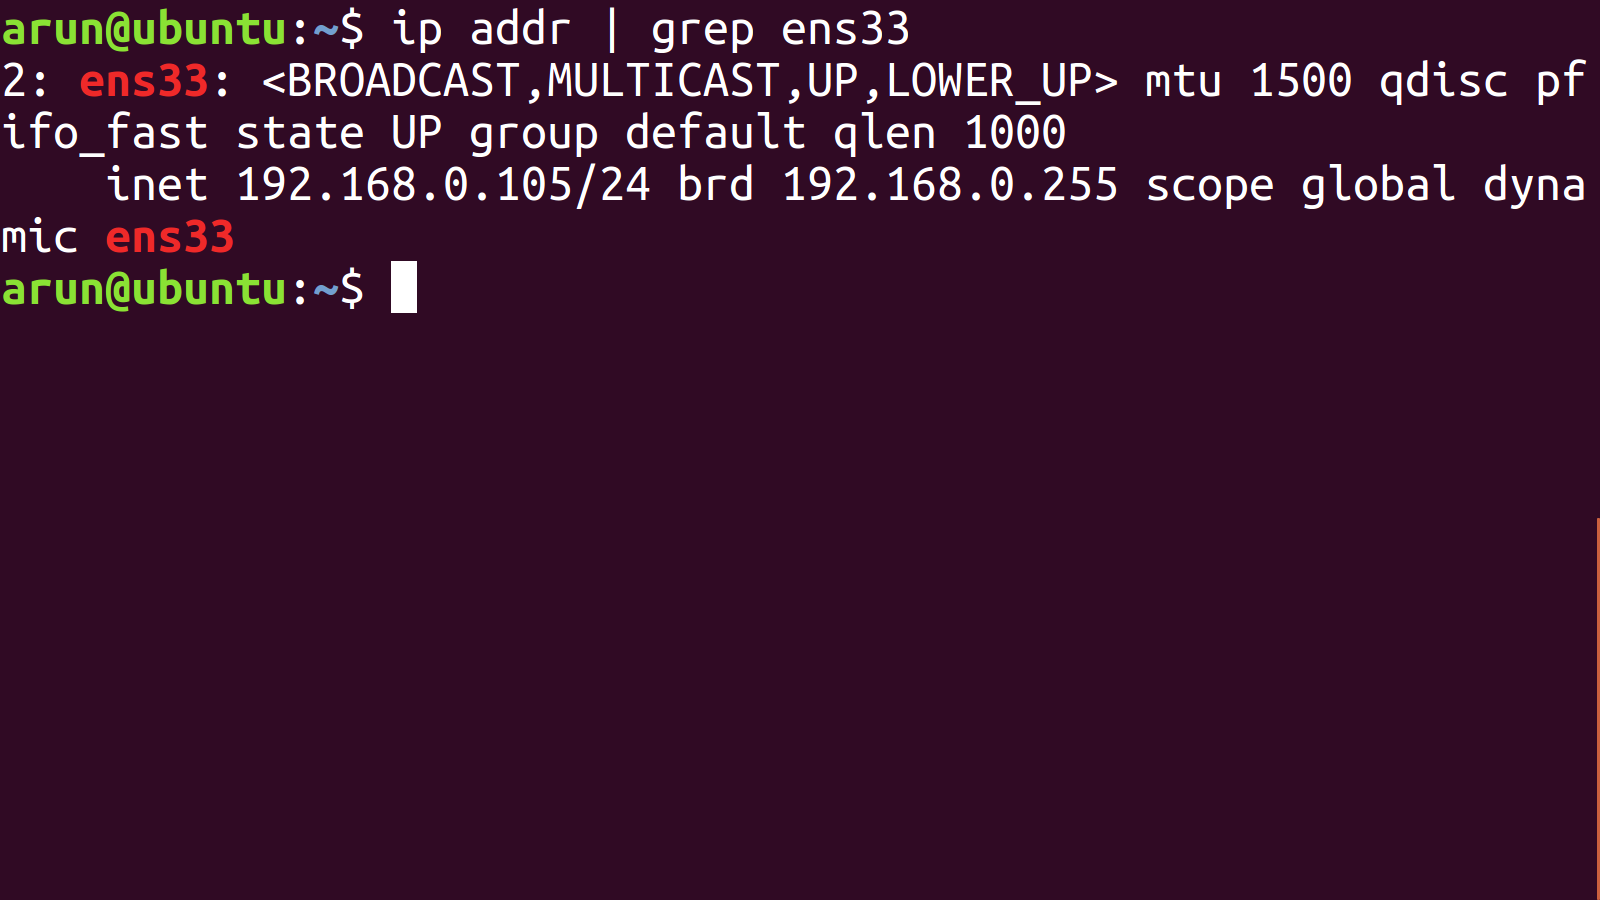 arun@ubuntu:~$ ip addr | grep ens33
2: ens33: <BROADCAST,MULTICAST,UP,LOWER_UP> mtu 1500 qdisc pf
ifo_fast state UP group default qlen 1000
    inet 192.168.0.105/24 brd 192.168.0.255 scope global dyna
mic ens33
arun@ubuntu:~$